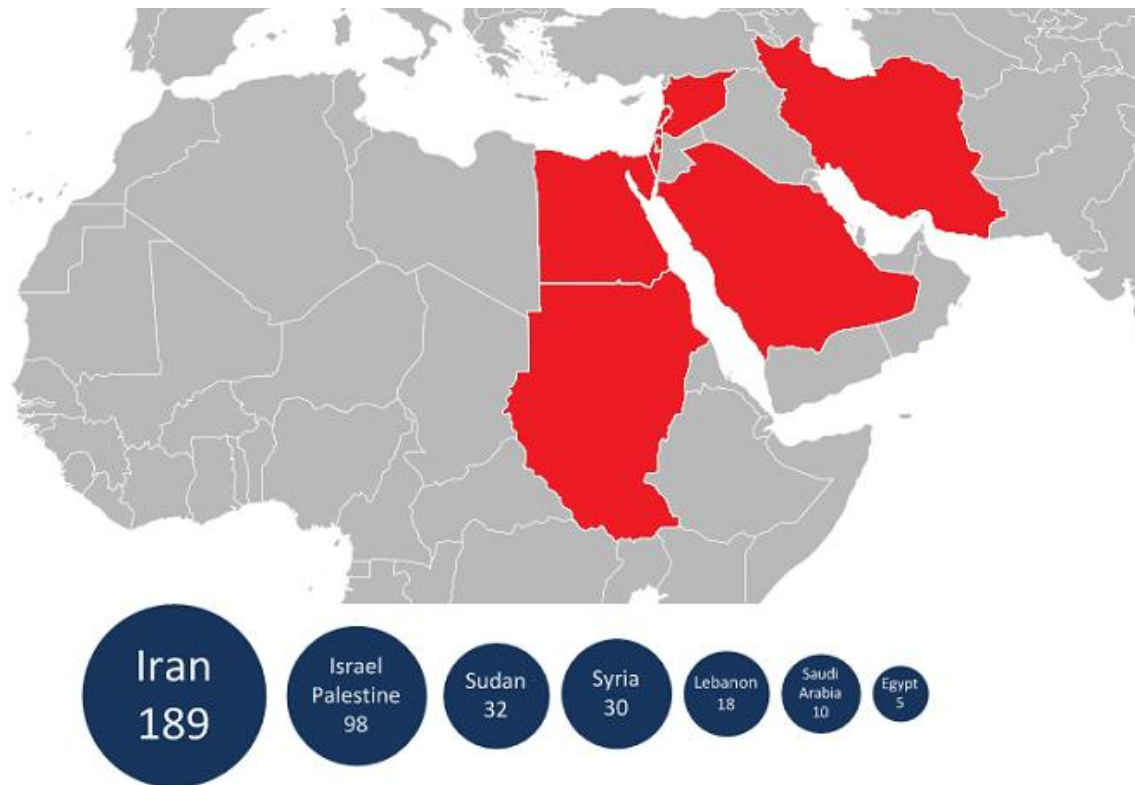 Iran
189
Israel
Palestine
98
Sudan
32
Syria
30
Lebanon
18
Saudi
Arabia
10
Egypt
5